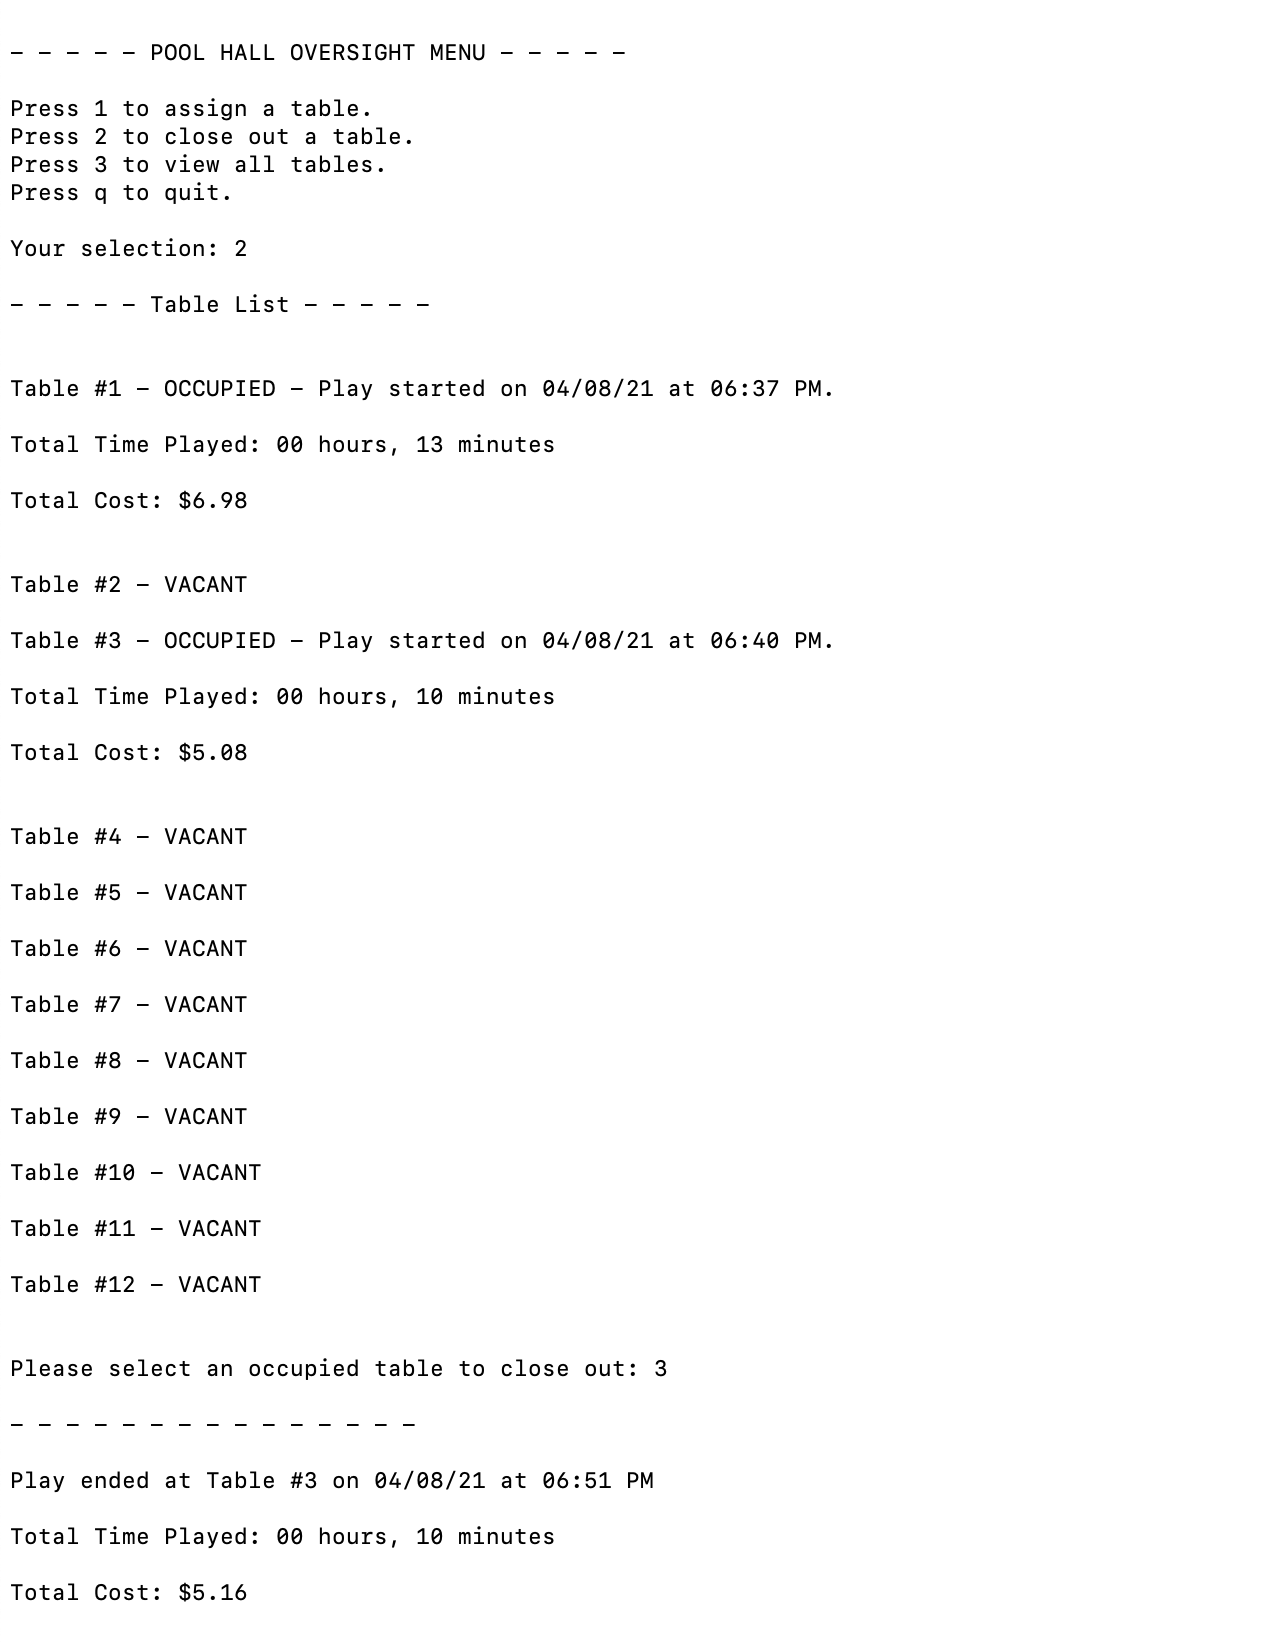 - - - - - POOL HALL OVERSIGHT MENU - - - - -
Press 1 to assign a table.
Press 2 to close out a table.
Press 3 to view all tables.
Press q to quit.
Your selection: 2
- - - - - Table List - - - - -
Table #1 - OCCUPIED - Play started on 04/08/21 at 06:37 PM.
Total Time Played: 00 hours, 13 minutes
Total Cost: $6.98
Table #2 - VACANT
Table #3 - OCCUPIED - Play started on 04/08/21 at 06:40 PM.
Total Time Played: 00 hours, 10 minutes
Total Cost: $5.08
Table #4 - VACANT
Table #5 - VACANT
Table #6 - VACANT
Table #7 - VACANT
Table #8 - VACANT
Table #9 - VACANT
Table #10 - VACANT
Table #11 - VACANT
Table #12 - VACANT
Please select an occupied table to close out: 3
- - - - - - - - - - - - - - -
Play ended at Table #3 on 04/08/21 at 06:51 PM
Total Time Played: 00 hours, 10 minutes
Total Cost: $5.16